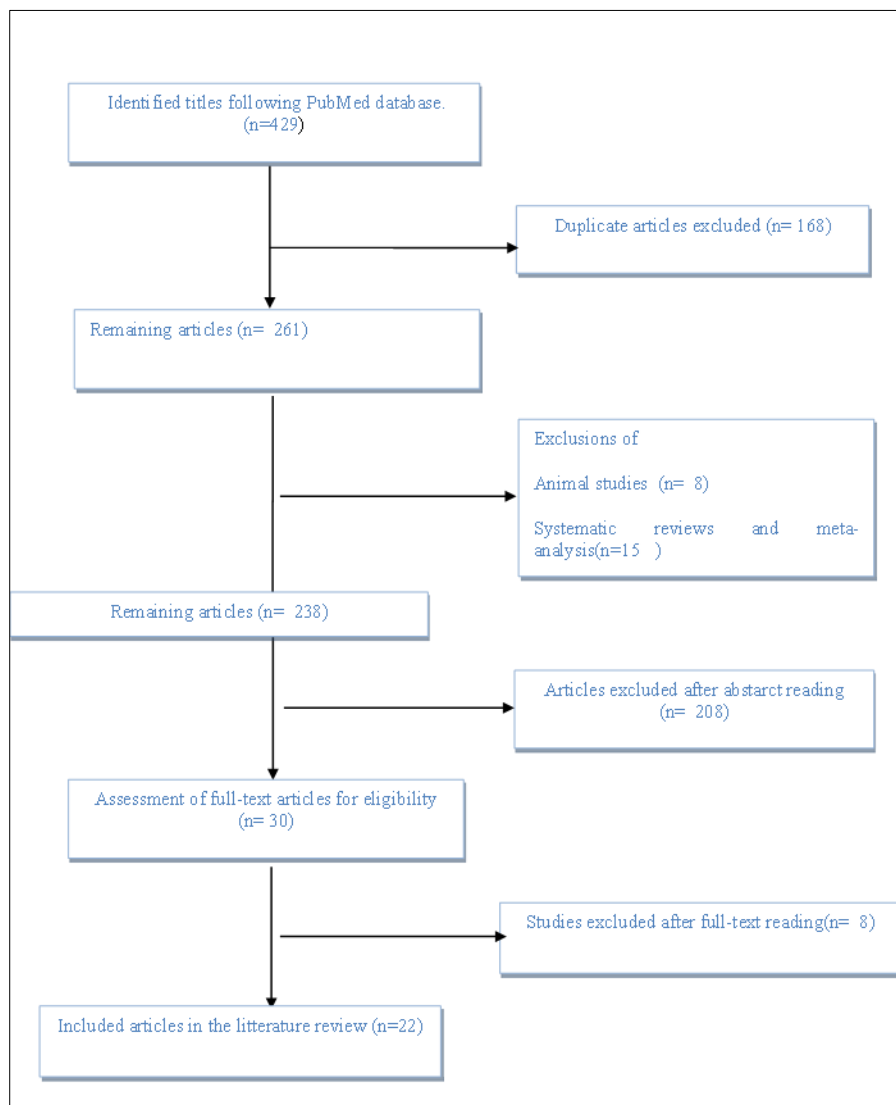 Identified titles following PubMed database.
(n=429)
Duplicate articles excluded (n= 168)
Remaining articles (n= 261)
Exclusions of
Animal studies (n= 8)
Systematic reviews and meta-
analysis(n=15 )
Remaining articles (n= 238)
Articles excluded after abstarct reading
(n= 208)
Assessment of full-text articles for eligibility
(n= 30)
Studies excluded after full-text reading(n= 8)
Included articles in the litterature review (n=22)